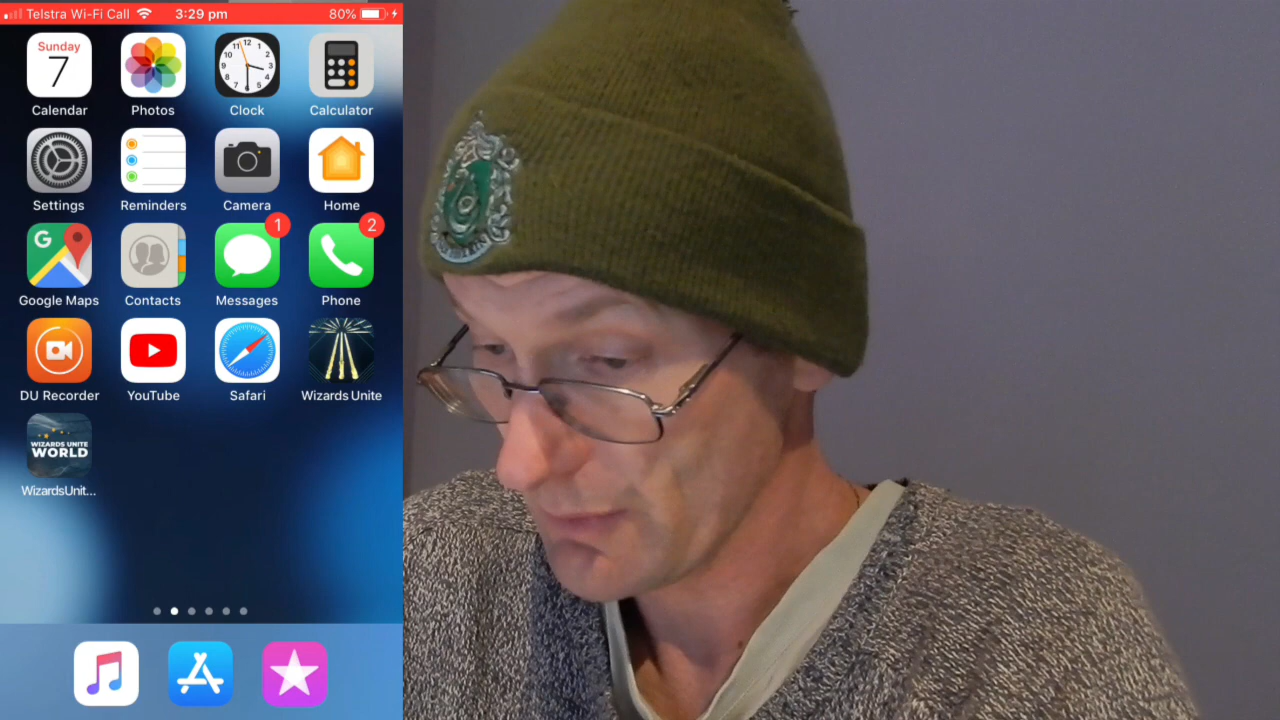 Telstra Wi-Fi Call 3:29 pm 80%
Sunday
7
Calendar Photos Clock Calculator
Settings Reminders Camera Home
1 2
G
Google Maps Contacts Messages Phone
DU Recorder YouTube Safari Wizards Unite
WIZARDS UNITE
WORLD
WizardsUnit...